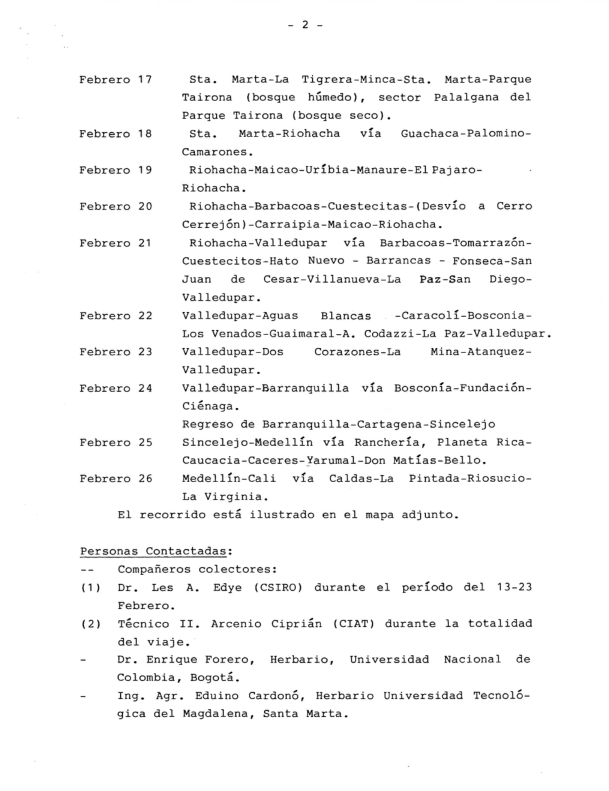 - 2 -
Febrero 17 Sta. Marta-La Tigrera-Minca-Sta. Marta-Parque
Tairona (bosque húmedo), sector Palalgana del
Parque Tairona (bosque seco).
Febrero 18 Sta. Marta-Riohacha vía Guachaca-Palomino-
Camarones.
Febrero 19 Riohacha-Maicao-Uríbia-Manaure-El Pajaro-
Riohacha.
Febrero 20 Riohacha-Barbacoas-Cuestecitas-(Desvío a Cerro
Cerrejón)-Carraipia-Maicao-Riohacha.
Febrero 21 Riohacha-Valledupar vía Barbacoas-Tomarrazón-
Cuestecitos-Hato Nuevo - Barrancas - Fonseca-San
Juan de Cesar-Villanueva-La Paz-San Diego-
Valledupar.
Febrero 22 Valledupar-Aguas Blancas -Caracolí-Bosconia-
Los Venados-Guaimaral-A. Codazzi-La Paz-Valledupar.
Febrero 23 Valledupar-Dos Corazones-La Mina-Atanquez-
Valledupar.
Febrero 24 Valledupar-Barranquilla vía Bosconía-Fundación-
Ciénaga.
Regreso de Barranquilla-Cartagena-Sincelejo
Febrero 25 Sincelejo-Medellín vía Ranchería, Planeta Rica-
Caucacia-Caceres-Yarumal-Don Matías-Bello.
Febrero 26 Medellín-Cali vía Caldas-La Pintada-Riosucio-
La Virginia.
El recorrido está ilustrado en el mapa adjunto.
Personas Contactadas:
-- Compañeros colectores:
(1) Dr. Les A. Edye (CSIRO) durante el período del 13-23
Febrero.
(2) Técnico II. Arcenio Ciprián (CIAT) durante la totalidad
del viaje.
- Dr. Enrique Forero, Herbario, Universidad Nacional de
Colombia, Bogotá.
- Ing. Agr. Eduino Cardonó, Herbario Universidad Tecnoló-
gica del Magdalena, Santa Marta.